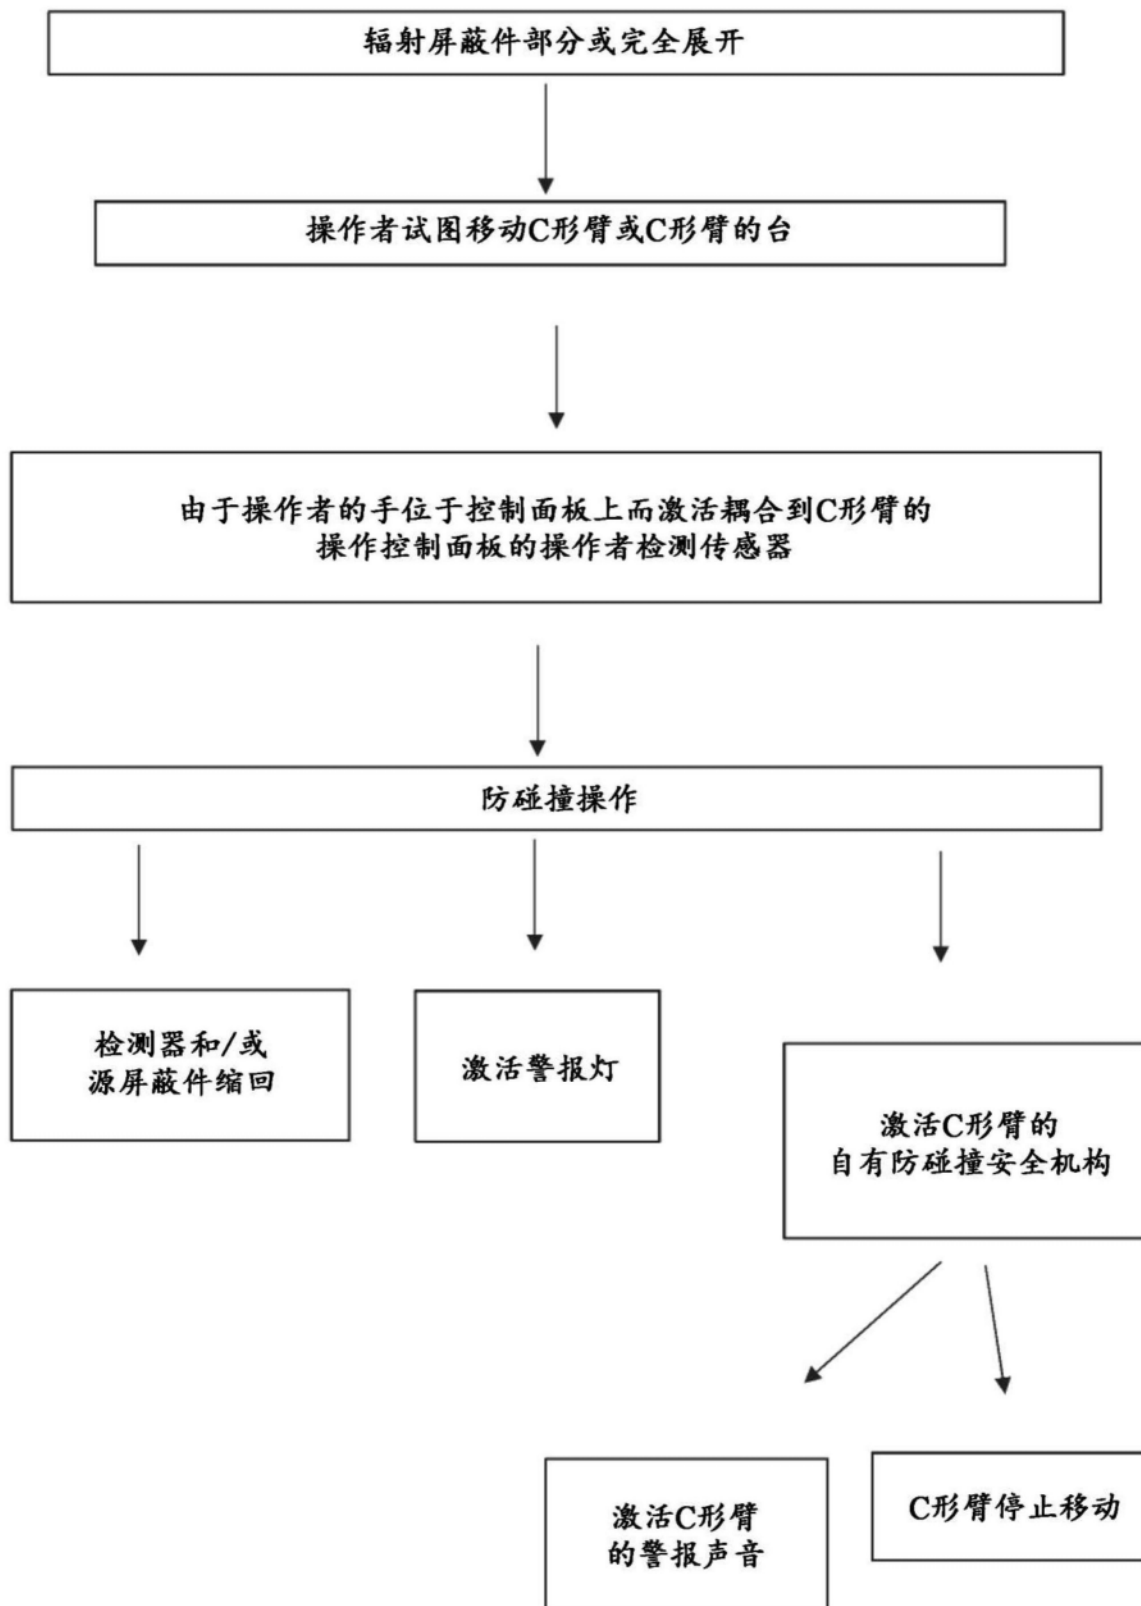 辐射屏蔽件部分或完全展开
操作者试图移动C形臂或C形臂的台
由于操作者的手位于控制面板上而激活耦合到C形臂的
操作控制面板的操作者检测传感器
防碰撞操作
检测器和/或
源屏蔽件缩回
激活警报灯
激活C形臂的
自有防碰撞安全机构
激活C形臂
的警报声音
C形臂停止移动